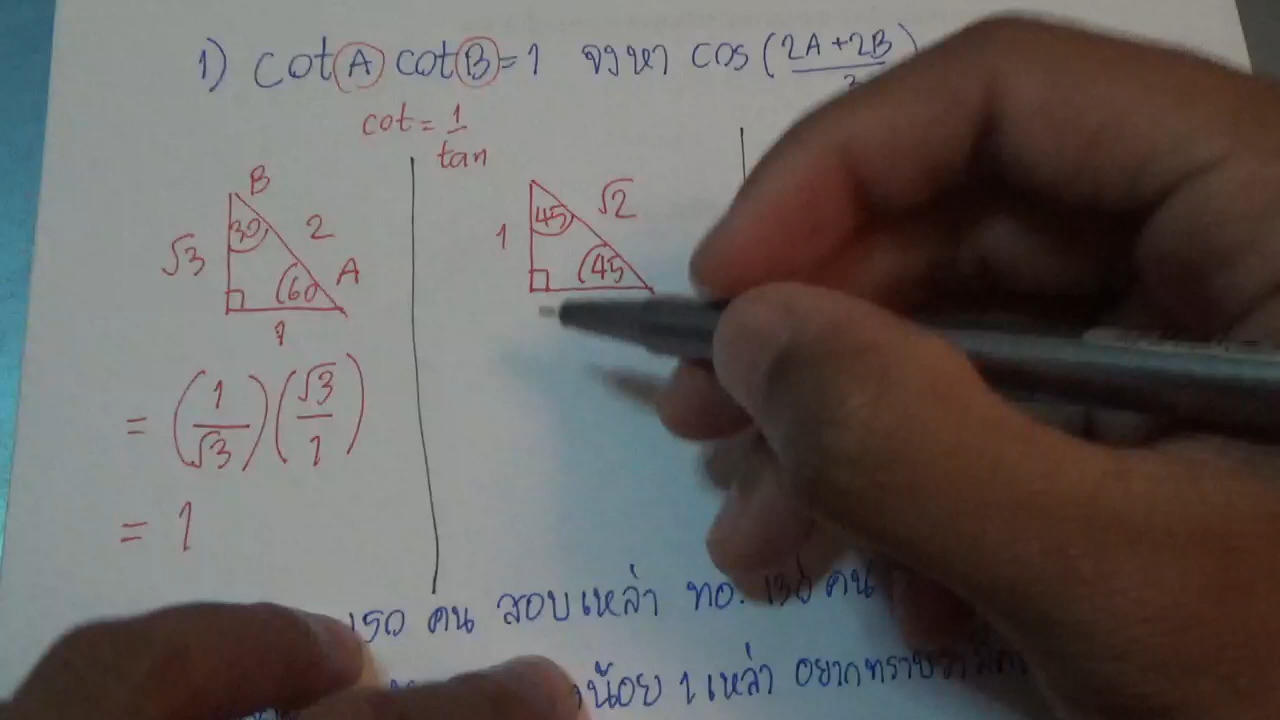 1) cot(A) cot(B) = 1 จงหา cos (2A+2B)
cot = 1/tan
B
30
√3
2
60
A
1
45
√2
1
45
= (1/√3)(√3/1)
= 1
150 คน สอบเหล่า ทอ. 130 คน
น้อย 1 เหล่า อยากทราบว่า